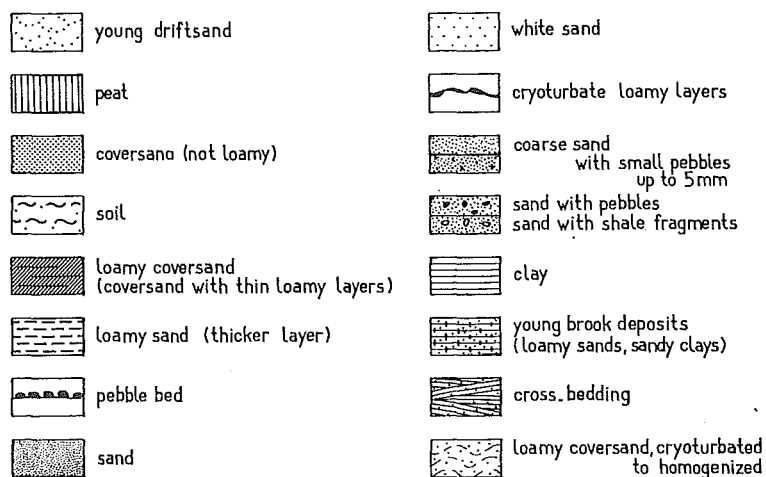 young driftsand
peat
coversand (not loamy)
soil
loamy coversand
(coversand with thin loamy layers)
loamy sand (thicker layer)
pebble bed
sand
white sand
cryoturbate loamy layers
coarse sand
with small pebbles
up to 5mm
sand with pebbles
sand with shale fragments
clay
young brook deposits
(loamy sands, sandy clays)
cross-bedding
loamy coversand, cryoturbated
to homogenized